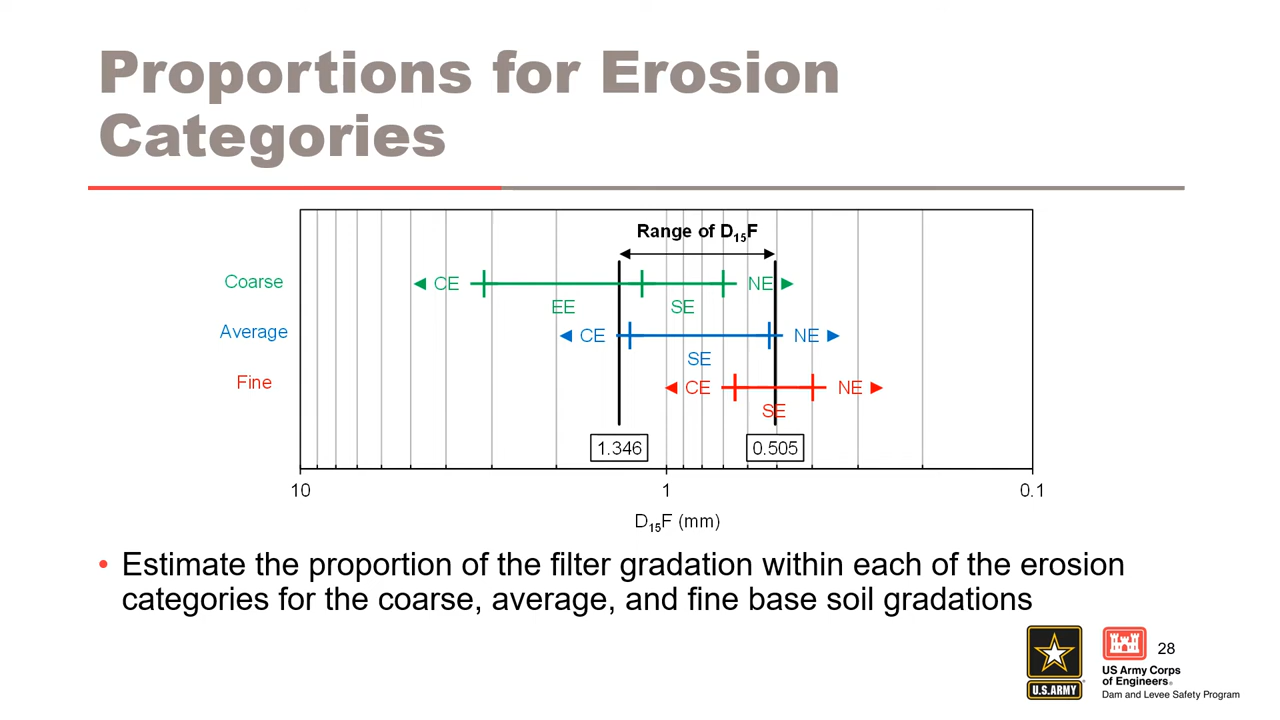 Proportions for Erosion
Categories
Range of D15F
Coarse
CE
EE
SE
NE
Average
CE
SE
NE
Fine
CE
SE
NE
1.346
0.505
10
1
0.1
D15F (mm)
• Estimate the proportion of the filter gradation within each of the erosion
categories for the coarse, average, and fine base soil gradations
U.S.ARMY
28
US Army Corps
of Engineers®
Dam and Levee Safety Program